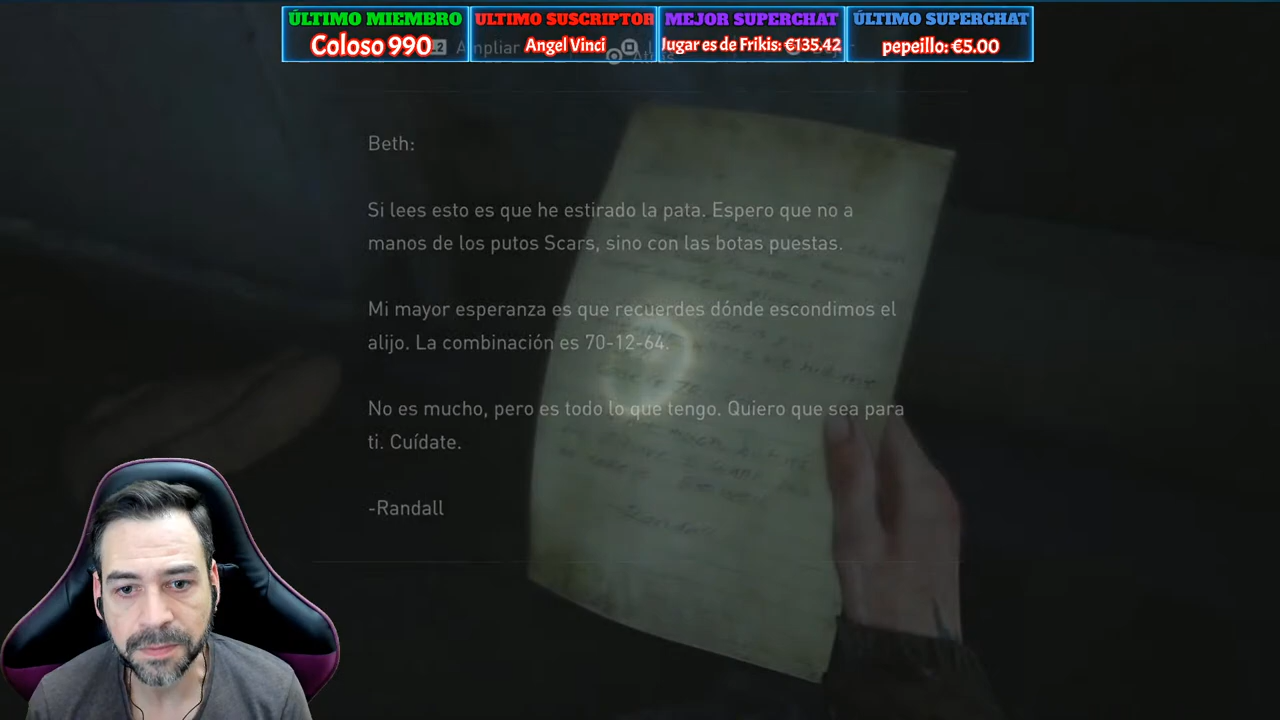 ÚLTIMO MIEMBRO
Coloso 990
ULTIMO SUSCRIPTOR
Angel Vinci
MEJOR SUPERCHAT
Jugar es de Frikis: €135.42
ÚLTIMO SUPERCHAT
pepeillo: €5.00
Ampliar
Atrás
Beth:
Si lees esto es que he estirado la pata. Espero que no a
manos de los putos Scars, sino con las botas puestas.
Mi mayor esperanza es que recuerdes dónde escondimos el
alijo. La combinación es 70-12-64.
No es mucho, pero es todo lo que tengo. Quiero que sea para
ti. Cuídate.
-Randall